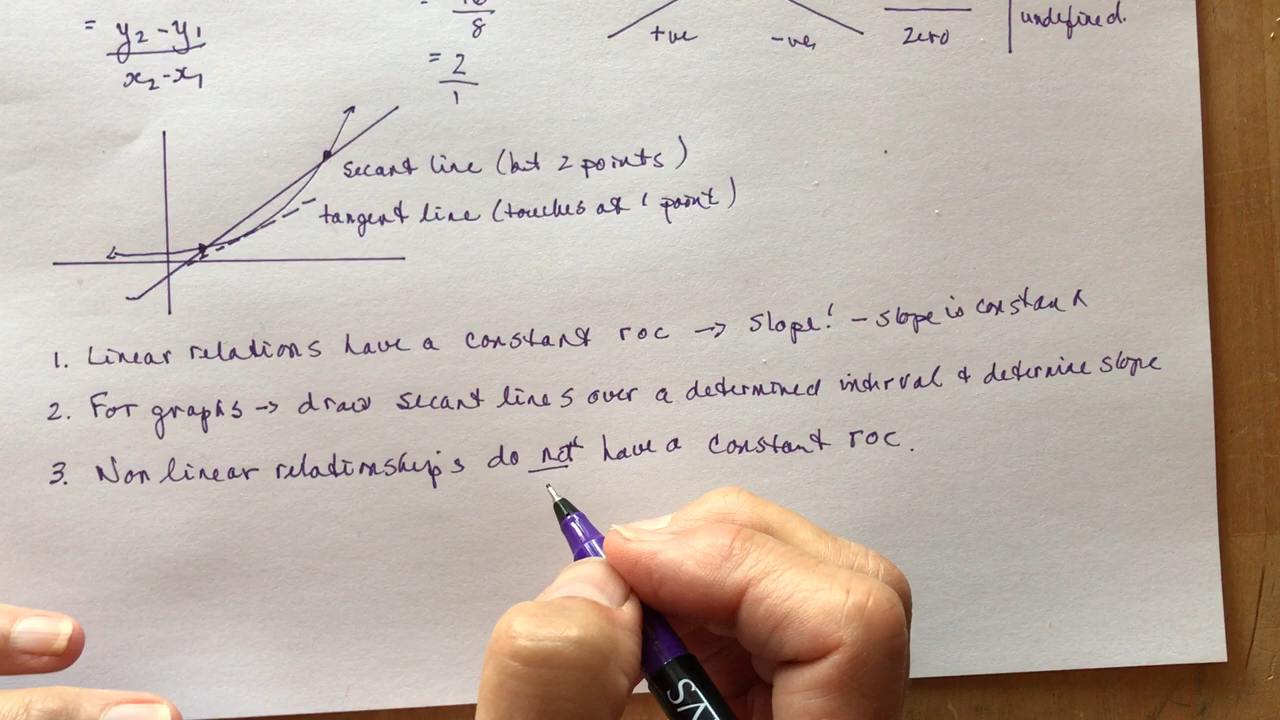 = y₂-y₁
x₂-x₁
=
8
= 2
1
+ve
-ve
zero
undefined.
secant line (bt 2 points)
tangent line (touches at 1 point)
1. Linear relations have a constant roc → slope! - slope is constant
2. For graphs → draw secant lines over a determined interval & determine slope
3. Non linear relationships do not have a constant roc.
VS